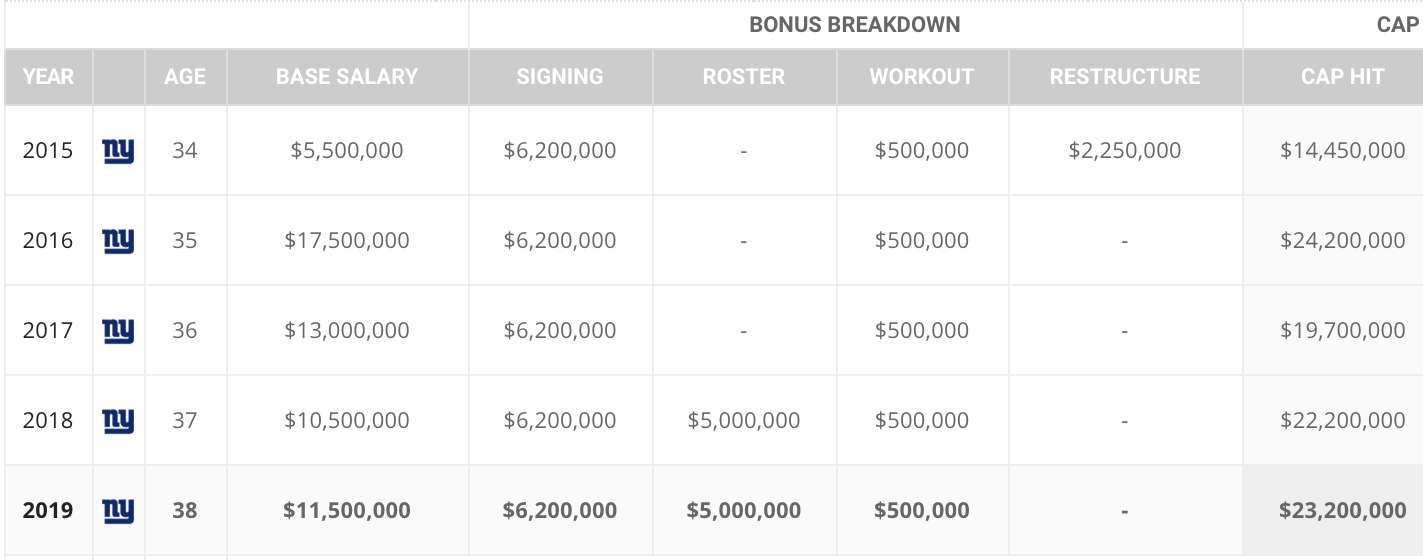 BONUS BREAKDOWN CAP
YEAR AGE BASE SALARY SIGNING ROSTER WORKOUT RESTRUCTURE CAP HIT
2015 ny 34 $5,500,000 $6,200,000 - $500,000 $2,250,000 $14,450,000
2016 ny 35 $17,500,000 $6,200,000 - $500,000 - $24,200,000
2017 ny 36 $13,000,000 $6,200,000 - $500,000 - $19,700,000
2018 ny 37 $10,500,000 $6,200,000 $5,000,000 $500,000 - $22,200,000
2019 ny 38 $11,500,000 $6,200,000 $5,000,000 $500,000 - $23,200,000